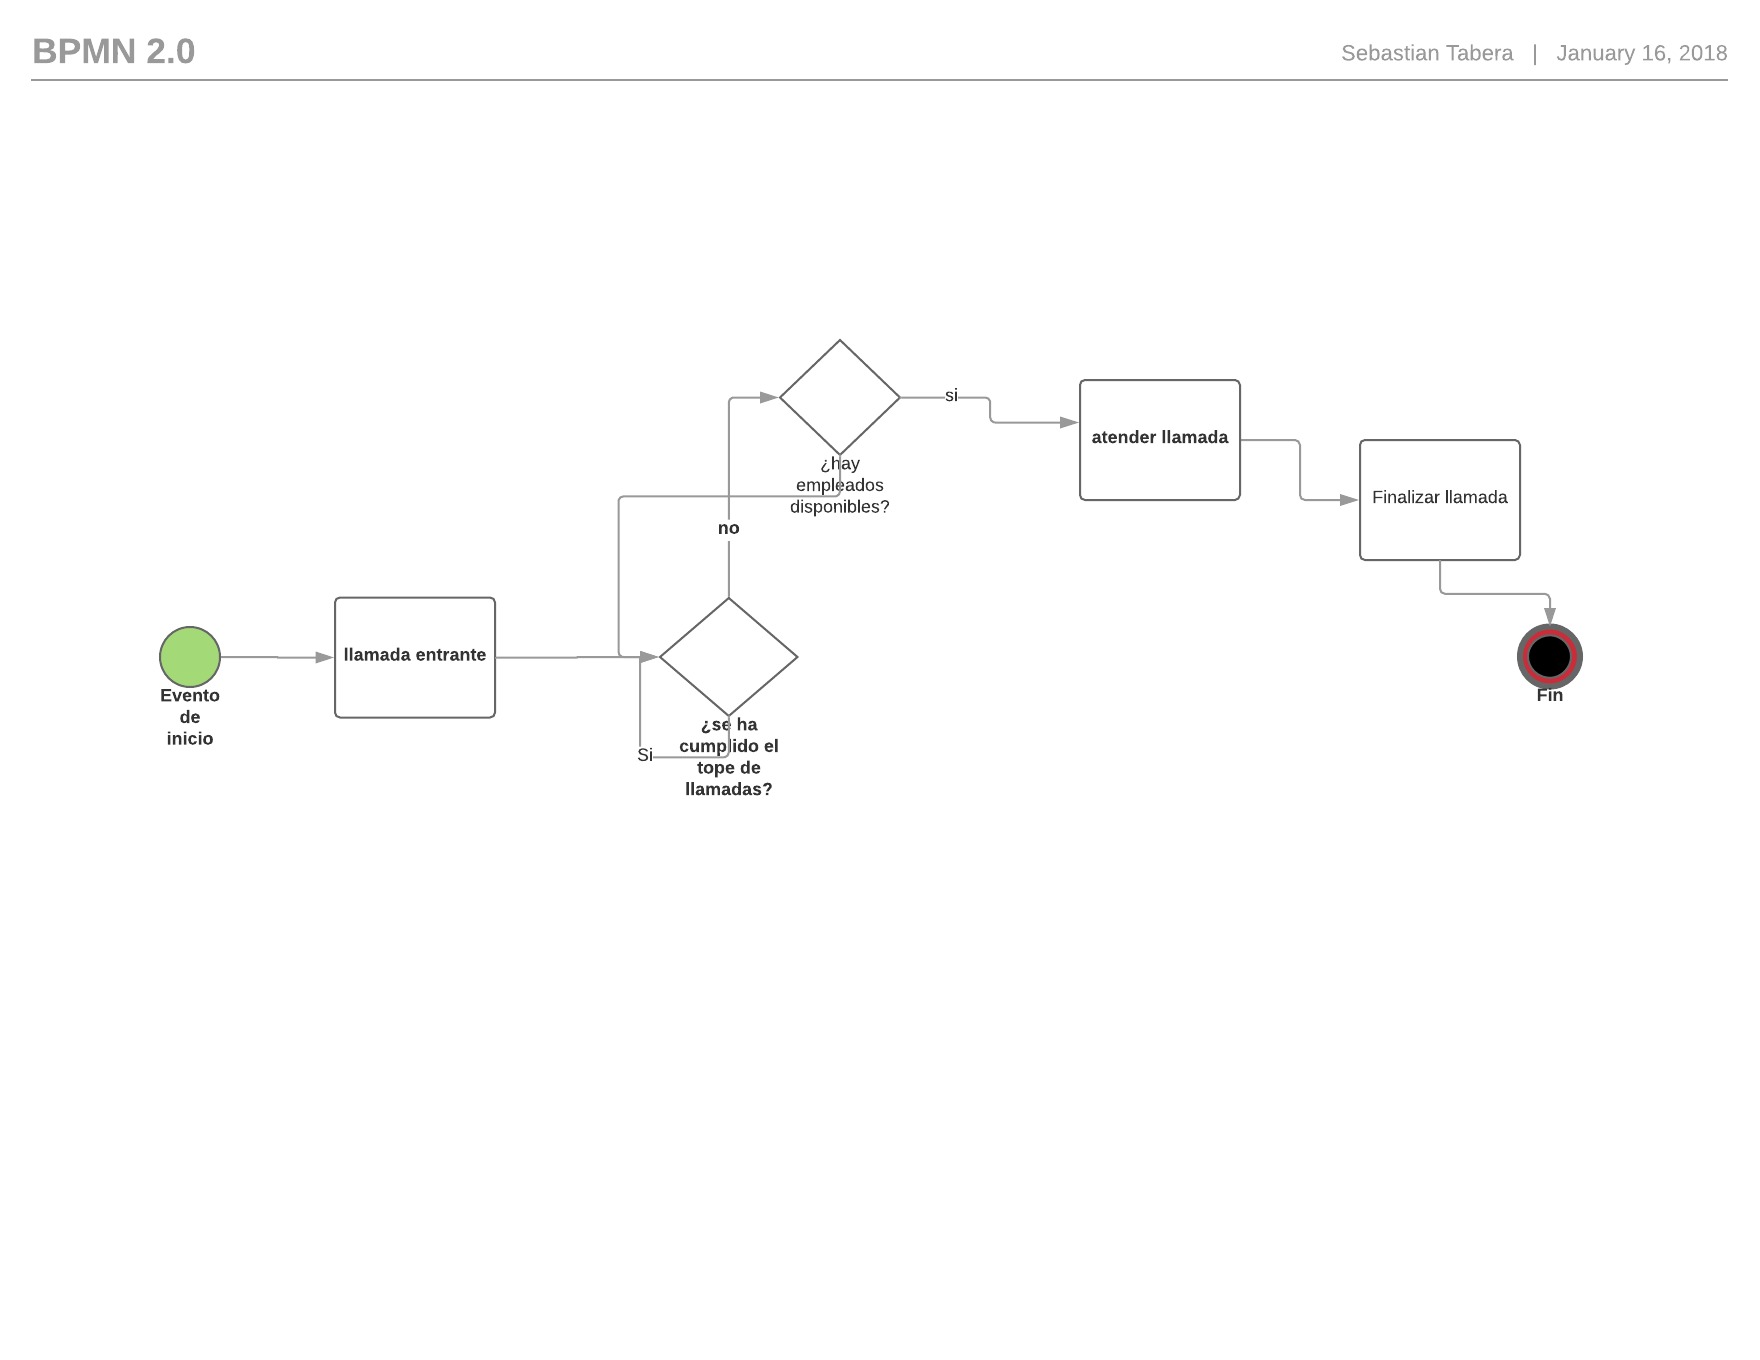 BPMN 2.0
Sebastian Tabera | January 16, 2018
si
atender llamada
¿hay
empleados
disponibles?
Finalizar llamada
no
llamada entrante
Evento
de
inicio
Fin
¿se ha
cumplido el
tope de
llamadas?
Si